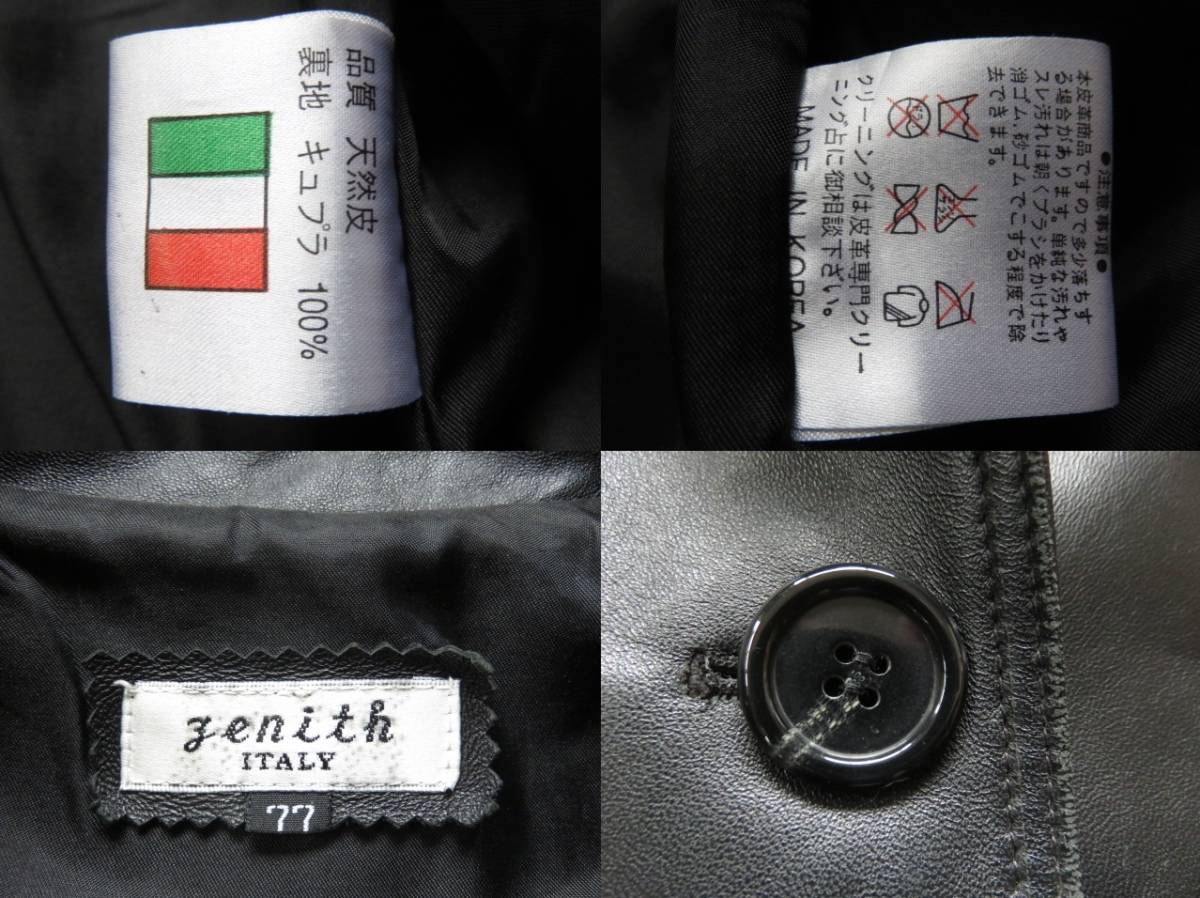 品質 天然皮
裏地 キュプラ 100%
●注意事項●
本皮革商品ですので多少落ちす
る場合があります。単純な汚れや
スレ汚れは朝くブラシをかけたり
消ゴム、砂ゴムでこする程度で除
去できます。
クリーニングは皮革専門クリー
ニング占に御相談下さい。
MADE IN KOREA
zenith
ITALY
77